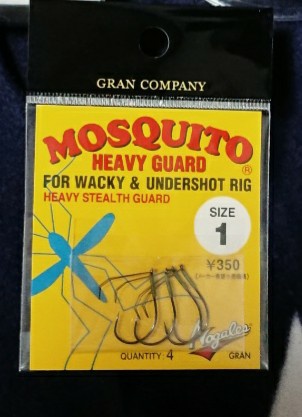 GRAN COMPANY
MOSQUITO®
HEAVY GUARD
FOR WACKY & UNDERSHOT RIG
HEAVY STEALTH GUARD
SIZE
1
¥350
Nogales
QUANTITY: 4
GRAN